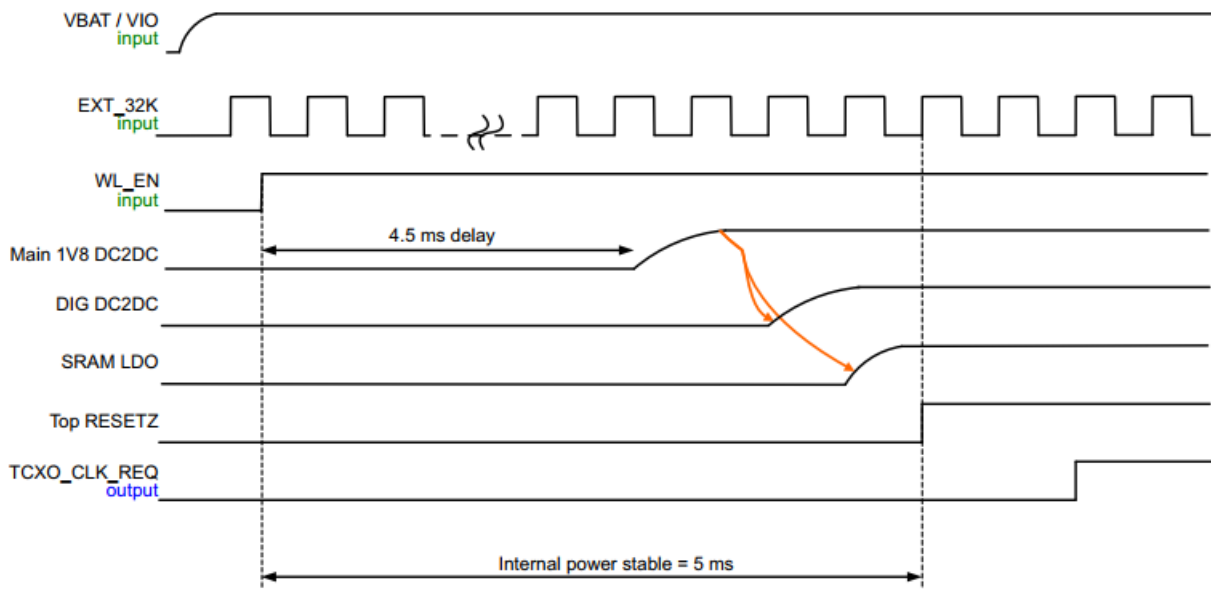 VBAT / VIO
input
EXT_32K
input
WL_EN
input
4.5 ms delay
Main 1V8 DC2DC
DIG DC2DC
SRAM LDO
Top RESETZ
TCXO_CLK_REQ
output
Internal power stable = 5 ms